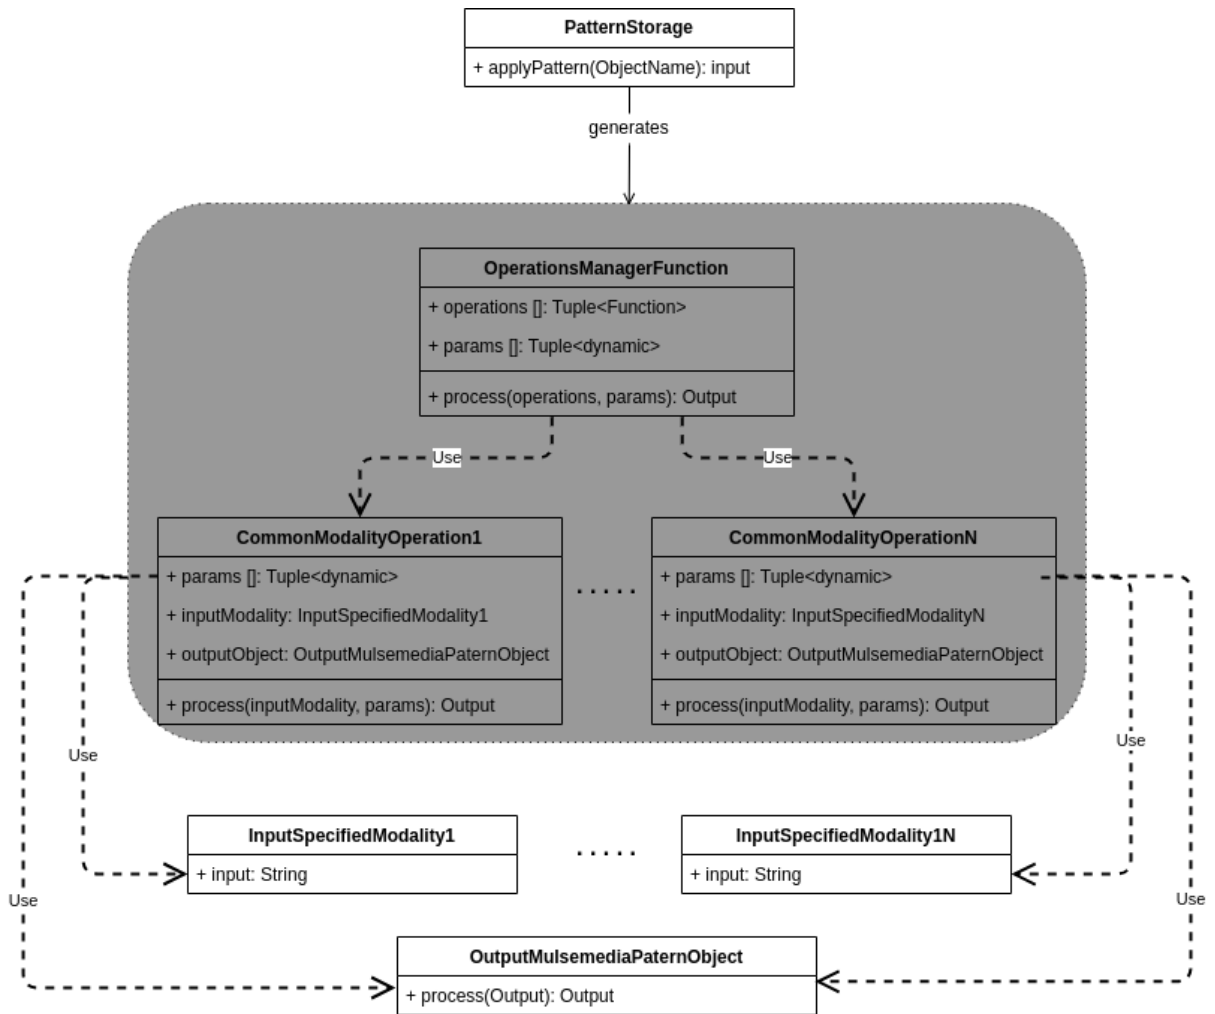 PatternStorage
+ applyPattern(ObjectName): input
generates
OperationsManagerFunction
+ operations []: Tuple<Function>
+ params []: Tuple<dynamic>
+ process(operations, params): Output
Use
Use
CommonModalityOperation1
+ params []: Tuple<dynamic>
+ inputModality: InputSpecifiedModality1
+ outputObject: OutputMulsemediaPaternObject
+ process(inputModality, params): Output
.....
CommonModalityOperationN
+ params []: Tuple<dynamic>
+ inputModality: InputSpecifiedModalityN
+ outputObject: OutputMulsemediaPaternObject
+ process(inputModality, params): Output
Use
Use
InputSpecifiedModality1
+ input: String
.....
InputSpecifiedModality1N
+ input: String
Use
Use
OutputMulsemediaPaternObject
+ process(Output): Output